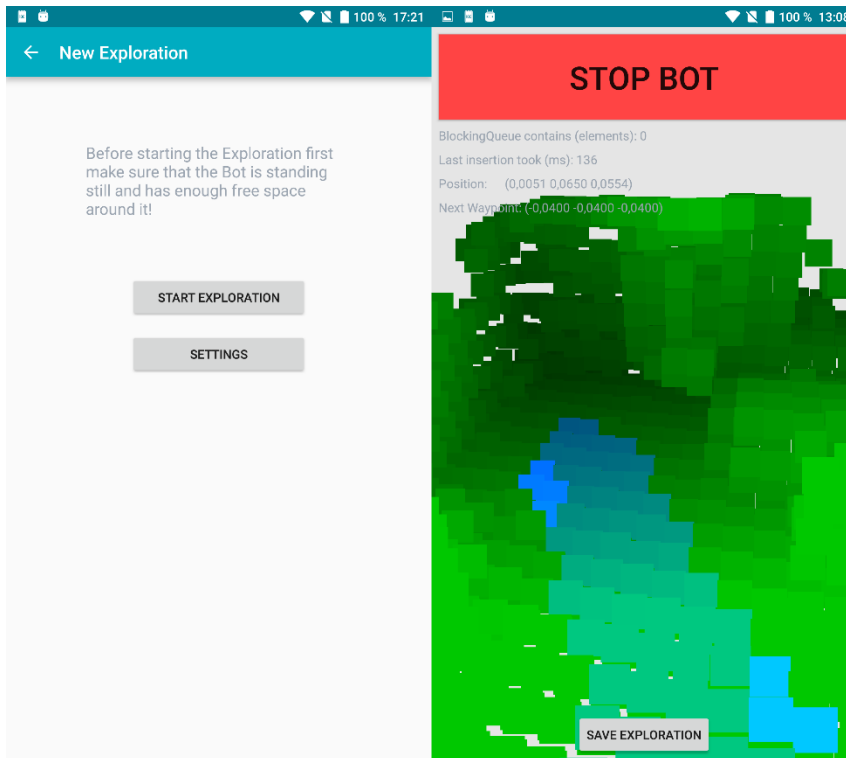 100 % 17:21
New Exploration
Before starting the Exploration first
make sure that the Bot is standing
still and has enough free space
around it!
START EXPLORATION
SETTINGS
100 % 13:08
STOP BOT
BlockingQueue contains (elements): 0
Last insertion took (ms): 136
Position: (0,0051 0,0650 0,0554)
Next Waypoint: (-0,0400 -0,0400 -0,0400)
SAVE EXPLORATION